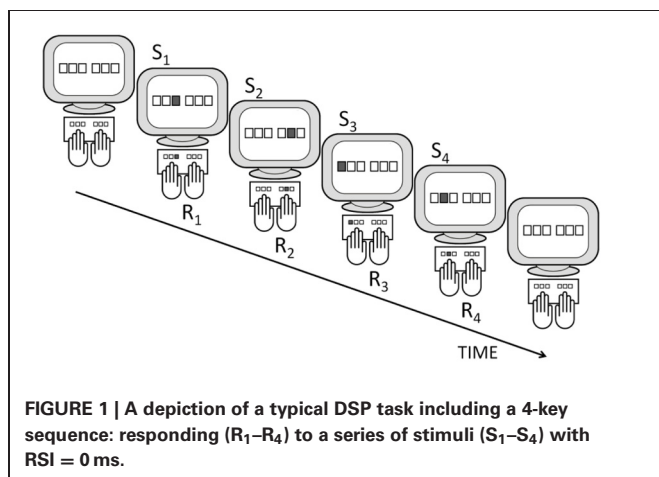 S₁
S₂
S₃
S₄
R₁
R₂
R₃
R₄
TIME
FIGURE 1 | A depiction of a typical DSP task including a 4-key
sequence: responding (R₁–R₄) to a series of stimuli (S₁–S₄) with
RSI = 0 ms.